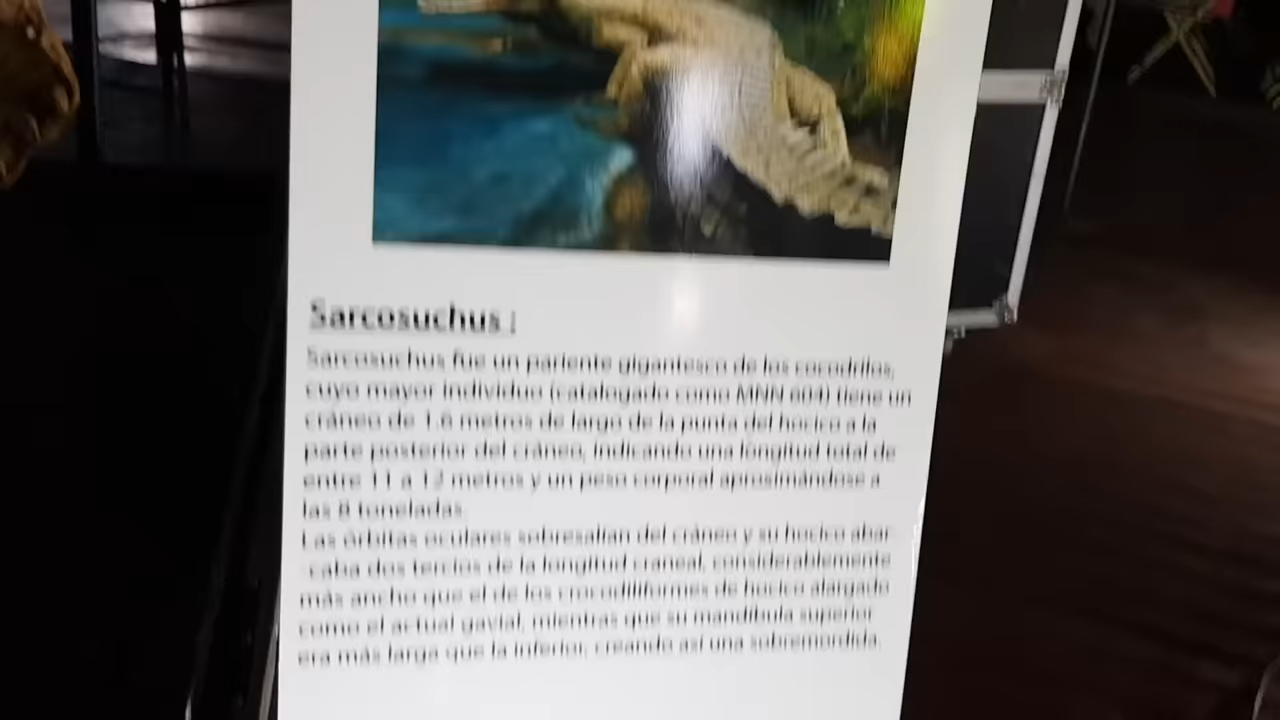 Sarcosuchus :
Sarcosuchus fue un pariente gigantesco de los cocodrilos,
cuyo mayor individuo (catalogado como MNN 604) tiene un
cráneo de 1.6 metros de largo de la punta del hocico a la
parte posterior del cráneo, indicando una longitud total de
entre 11 a 12 metros y un peso corporal aproximándose a
las 8 toneladas.
Las órbitas oculares sobresalían del cráneo y su hocico abar
-caba dos tercios de la longitud craneal, considerablemente
más ancho que el de los crocodiliformes de hocico alargado
como el actual gavial, mientras que su mandíbula superior
era más larga que la inferior, creando así una sobremordida.